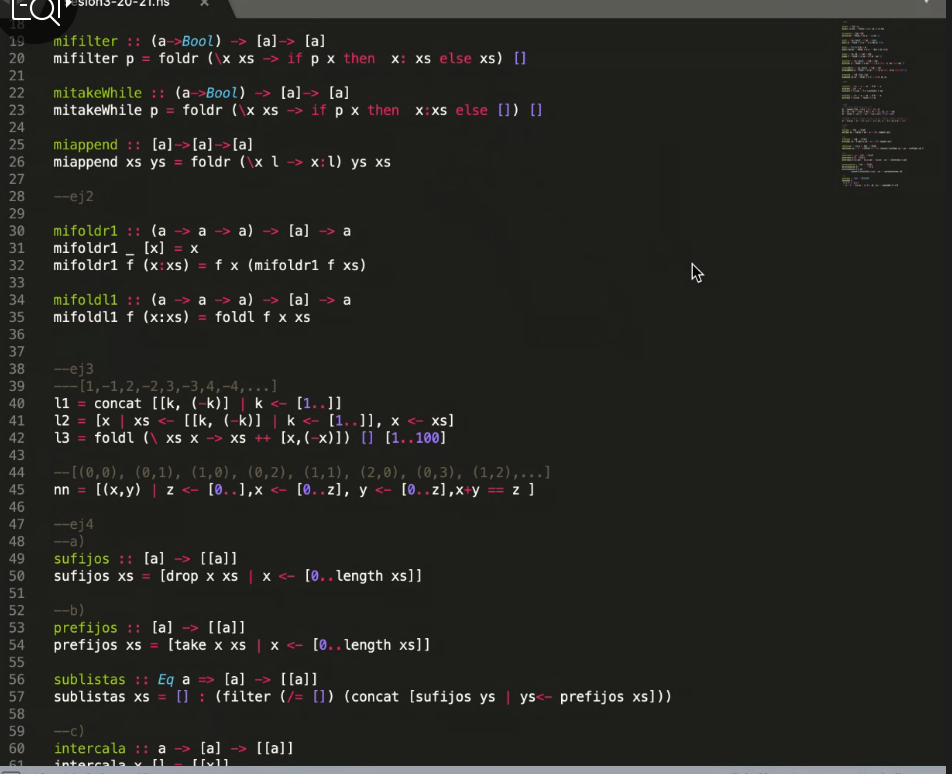 sion3-20-21.hs
18
19 mifilter :: (a->Bool) -> [a]-> [a]
20 mifilter p = foldr (\x xs -> if p x then  x: xs else xs) []
21
22 mitakeWhile :: (a->Bool) -> [a]-> [a]
23 mitakeWhile p = foldr (\x xs -> if p x then  x:xs else []) []
24
25 miappend :: [a]->[a]->[a]
26 miappend xs ys = foldr (\x l -> x:l) ys xs
27
28 --ej2
29
30 mifoldr1 :: (a -> a -> a) -> [a] -> a
31 mifoldr1 _ [x] = x
32 mifoldr1 f (x:xs) = f x (mifoldr1 f xs)
33
34 mifoldl1 :: (a -> a -> a) -> [a] -> a
35 mifoldl1 f (x:xs) = foldl f x xs
36
37
38 --ej3
39 ---[1,-1,2,-2,3,-3,4,-4,...]
40 l1 = concat [[k, (-k)] | k <- [1..]]
41 l2 = [x | xs <- [[k, (-k)] | k <- [1..]], x <- xs]
42 l3 = foldl (\ xs x -> xs ++ [x,(-x)]) [] [1..100]
43
44 --[(0,0), (0,1), (1,0), (0,2), (1,1), (2,0), (0,3), (1,2),...]
45 nn = [(x,y) | z <- [0..],x <- [0..z], y <- [0..z],x+y == z ]
46
47 --ej4
48 --a)
49 sufijos :: [a] -> [[a]]
50 sufijos xs = [drop x xs | x <- [0..length xs]]
51
52 --b)
53 prefijos :: [a] -> [[a]]
54 prefijos xs = [take x xs | x <- [0..length xs]]
55
56 sublistas :: Eq a => [a] -> [[a]]
57 sublistas xs = [] : (filter (/= []) (concat [sufijos ys | ys<- prefijos xs]))
58
59 --c)
60 intercala :: a -> [a] -> [[a]]
61 intercala x [] = [[x]]